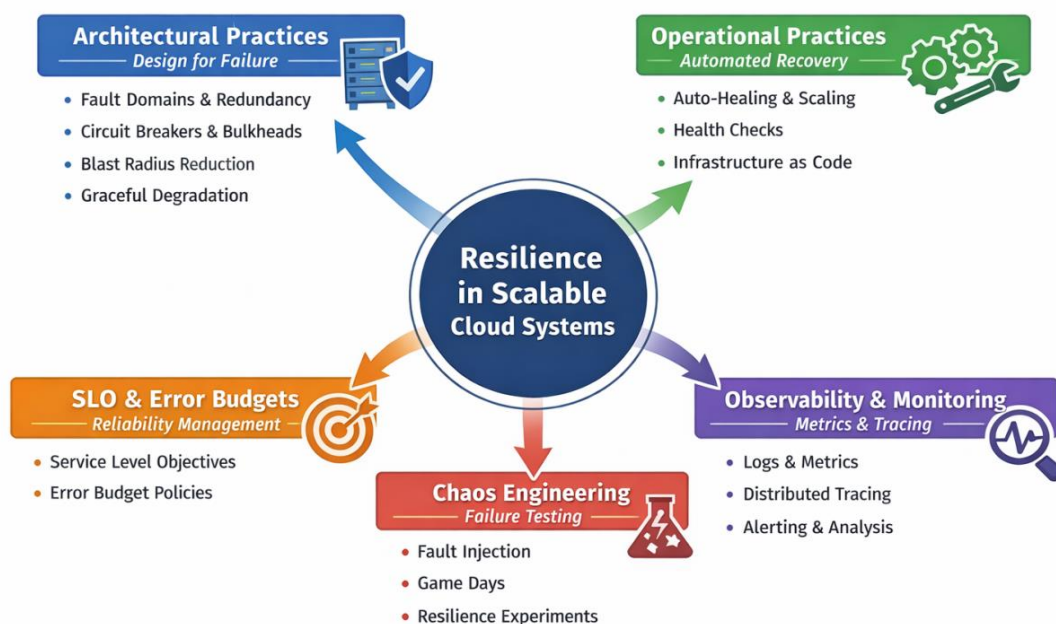 Architectural Practices
Design for Failure
• Fault Domains & Redundancy
• Circuit Breakers & Bulkheads
• Blast Radius Reduction
• Graceful Degradation
Operational Practices
Automated Recovery
• Auto-Healing & Scaling
• Health Checks
• Infrastructure as Code
Resilience
in Scalable
Cloud Systems
SLO & Error Budgets
Reliability Management
• Service Level Objectives
• Error Budget Policies
Chaos Engineering
Failure Testing
• Fault Injection
• Game Days
• Resilience Experiments
Observability & Monitoring
Metrics & Tracing
• Logs & Metrics
• Distributed Tracing
• Alerting & Analysis